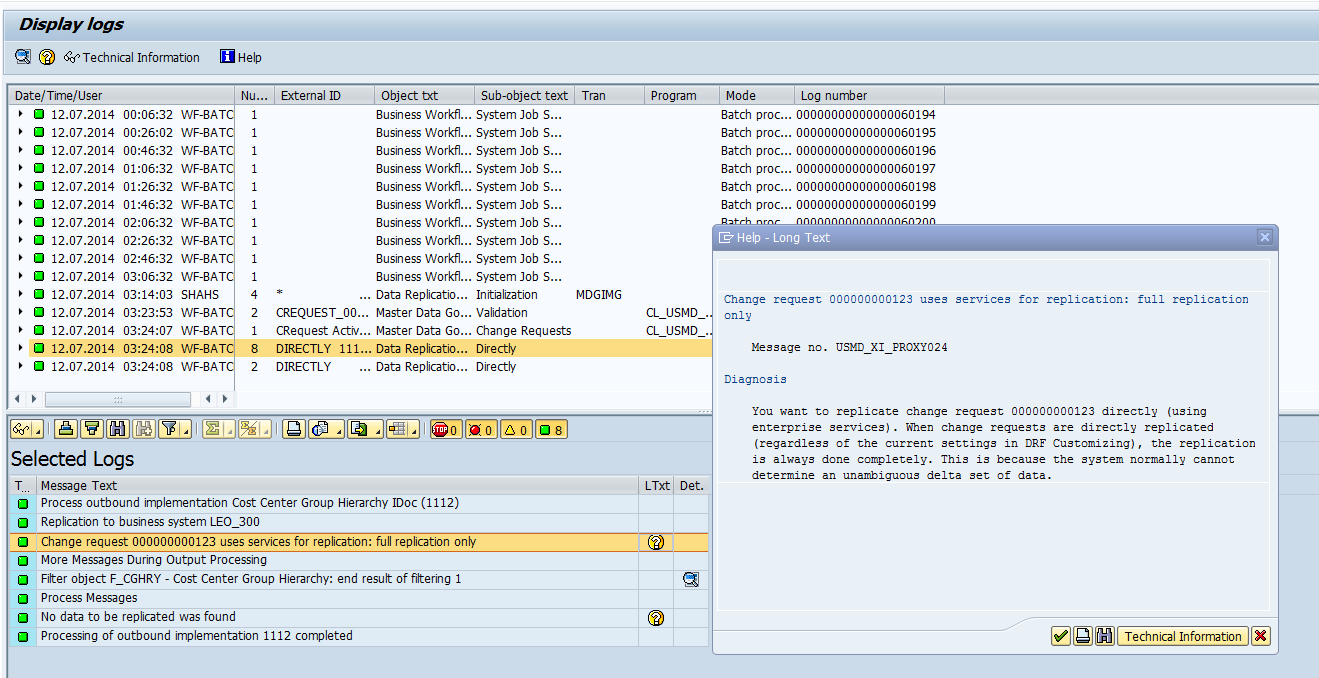 Display logs
Technical Information Help
Date/Time/User Nu... External ID Object txt Sub-object text Tran Program Mode Log number
12.07.2014 00:06:32 WF-BATC 1 Business Workfl... System Job S... Batch proc... 00000000000000060194
12.07.2014 00:26:02 WF-BATC 1 Business Workfl... System Job S... Batch proc... 00000000000000060195
12.07.2014 00:46:32 WF-BATC 1 Business Workfl... System Job S... Batch proc... 00000000000000060196
12.07.2014 01:06:32 WF-BATC 1 Business Workfl... System Job S... Batch proc... 00000000000000060197
12.07.2014 01:26:32 WF-BATC 1 Business Workfl... System Job S... Batch proc... 00000000000000060198
12.07.2014 01:46:32 WF-BATC 1 Business Workfl... System Job S... Batch proc... 00000000000000060199
12.07.2014 02:06:32 WF-BATC 1 Business Workfl... System Job S... Batch proc... 00000000000000060200
12.07.2014 02:26:32 WF-BATC 1 Business Workfl... System Job S...
12.07.2014 02:46:32 WF-BATC 1 Business Workfl... System Job S...
12.07.2014 03:06:32 WF-BATC 1 Business Workfl... System Job S...
12.07.2014 03:14:03 SHAHS 4 * ... Data Replicatio... Initialization MDGIMG
12.07.2014 03:23:53 WF-BATC 2 CREQUEST_00... Master Data Go... Validation CL_USMD_...
12.07.2014 03:24:07 WF-BATC 1 CRequest Activ... Master Data Go... Change Requests CL_USMD_...
12.07.2014 03:24:08 WF-BATC 8 DIRECTLY 111... Data Replicatio... Directly
12.07.2014 03:24:08 WF-BATC 2 DIRECTLY ... Data Replicatio... Directly
STOP 0 0 0 8
Selected Logs
T... Message Text LTxt Det.
Process outbound implementation Cost Center Group Hierarchy IDoc (1112)
Replication to business system LEO_300
Change request 000000000123 uses services for replication: full replication only
More Messages During Output Processing
Filter object F_CGHRY - Cost Center Group Hierarchy: end result of filtering 1
Process Messages
No data to be replicated was found
Processing of outbound implementation 1112 completed
Help - Long Text
Change request 000000000123 uses services for replication: full replication
only
Message no. USMD_XI_PROXY024
Diagnosis
You want to replicate change request 000000000123 directly (using
enterprise services). When change requests are directly replicated
(regardless of the current settings in DRF Customizing), the replication
is always done completely. This is because the system normally cannot
determine an unambiguous delta set of data.
Technical Information